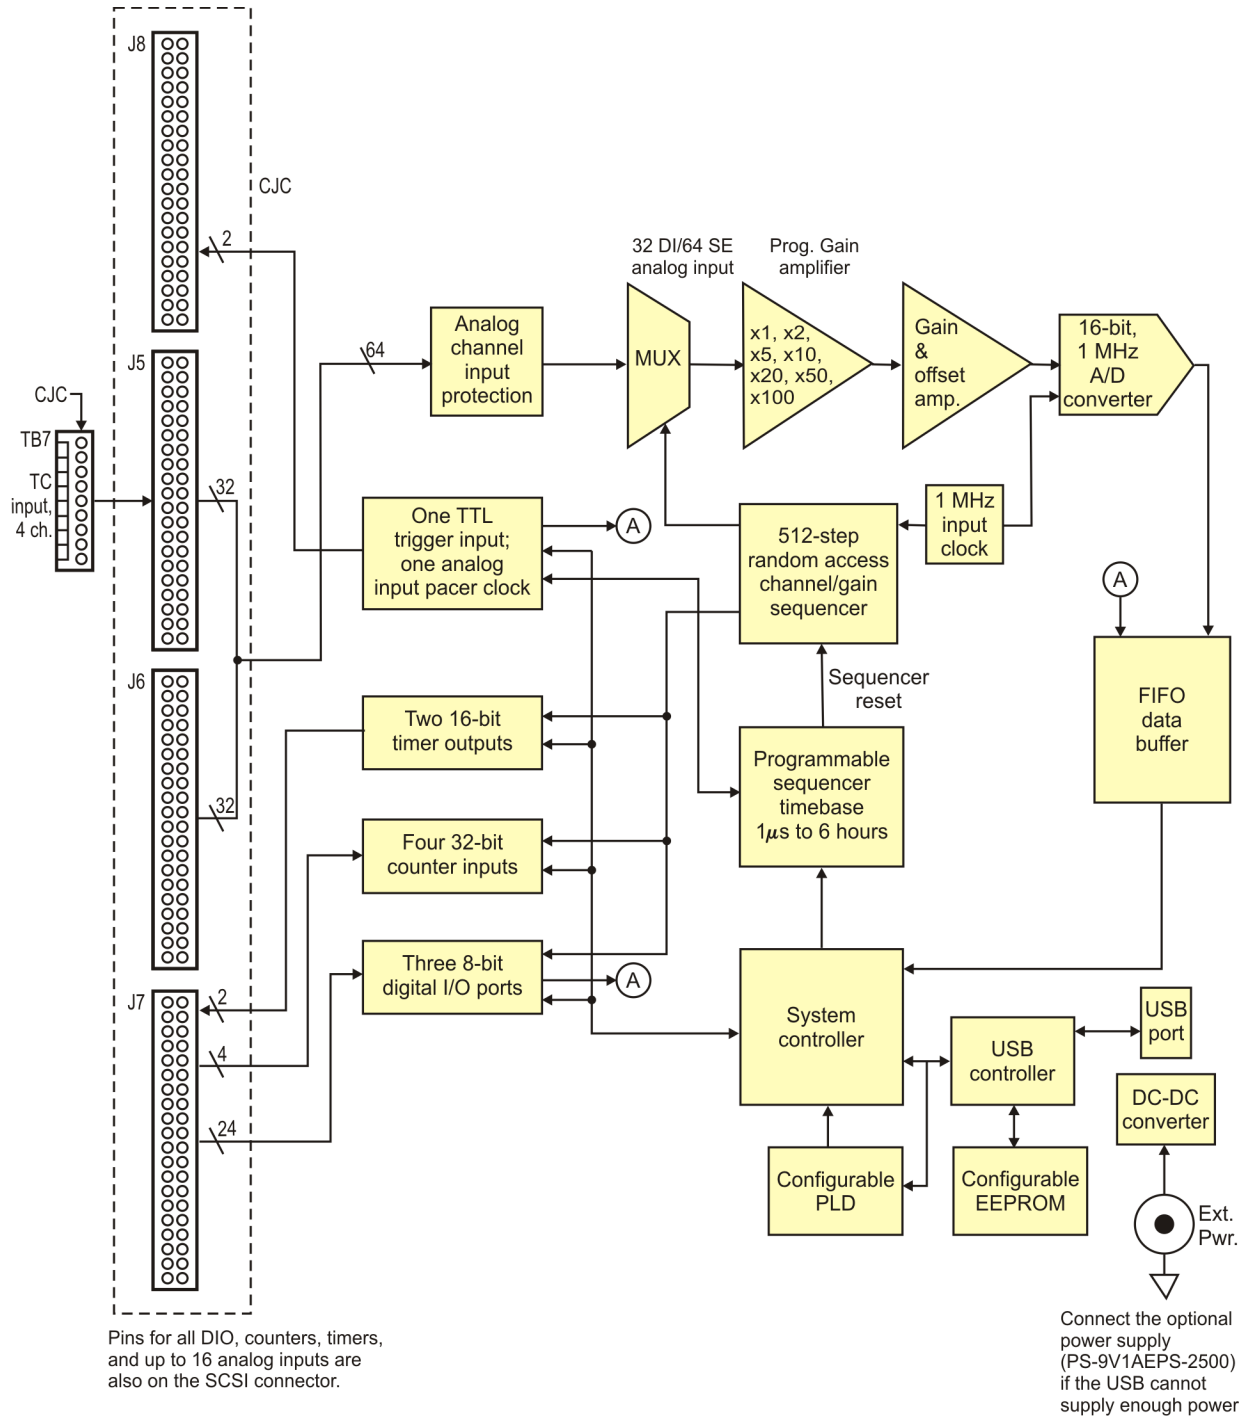 J8
CJC
2
32 DI/64 SE
analog input
Prog. Gain
amplifier
J5
CJC
TB7
TC
input,
4 ch.
64
32
Analog
channel
input
protection
MUX
x1, x2,
x5, x10,
x20, x50,
x100
Gain
&
offset
amp.
16-bit,
1 MHz
A/D
converter
One TTL
trigger input;
one analog
input pacer clock
A
512-step
random access
channel/gain
sequencer
1 MHz
input
clock
A
J6
32
Sequencer
reset
FIFO
data
buffer
Two 16-bit
timer outputs
Programmable
sequencer
timebase
1µs to 6 hours
Four 32-bit
counter inputs
Three 8-bit
digital I/O ports
A
J7
2
4
24
System
controller
USB
controller
USB
port
DC-DC
converter
Configurable
PLD
Configurable
EEPROM
Ext.
Pwr.
Pins for all DIO, counters, timers,
and up to 16 analog inputs are
also on the SCSI connector.
Connect the optional
power supply
(PS-9V1AEPS-2500)
if the USB cannot
supply enough power